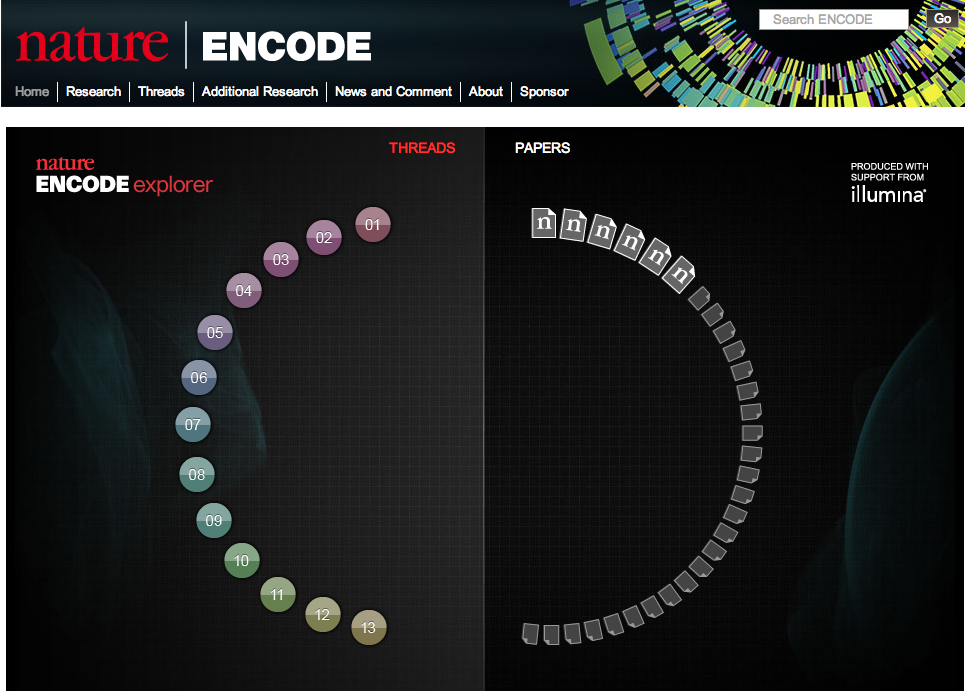 nature ENCODE
Search ENCODE Go
Home Research Threads Additional Research News and Comment About Sponsor
THREADS PAPERS
nature
ENCODE explorer
PRODUCED WITH
SUPPORT FROM
illumina®
01
02
03
04
05
06
07
08
09
10
11
12
13
n n n n n n